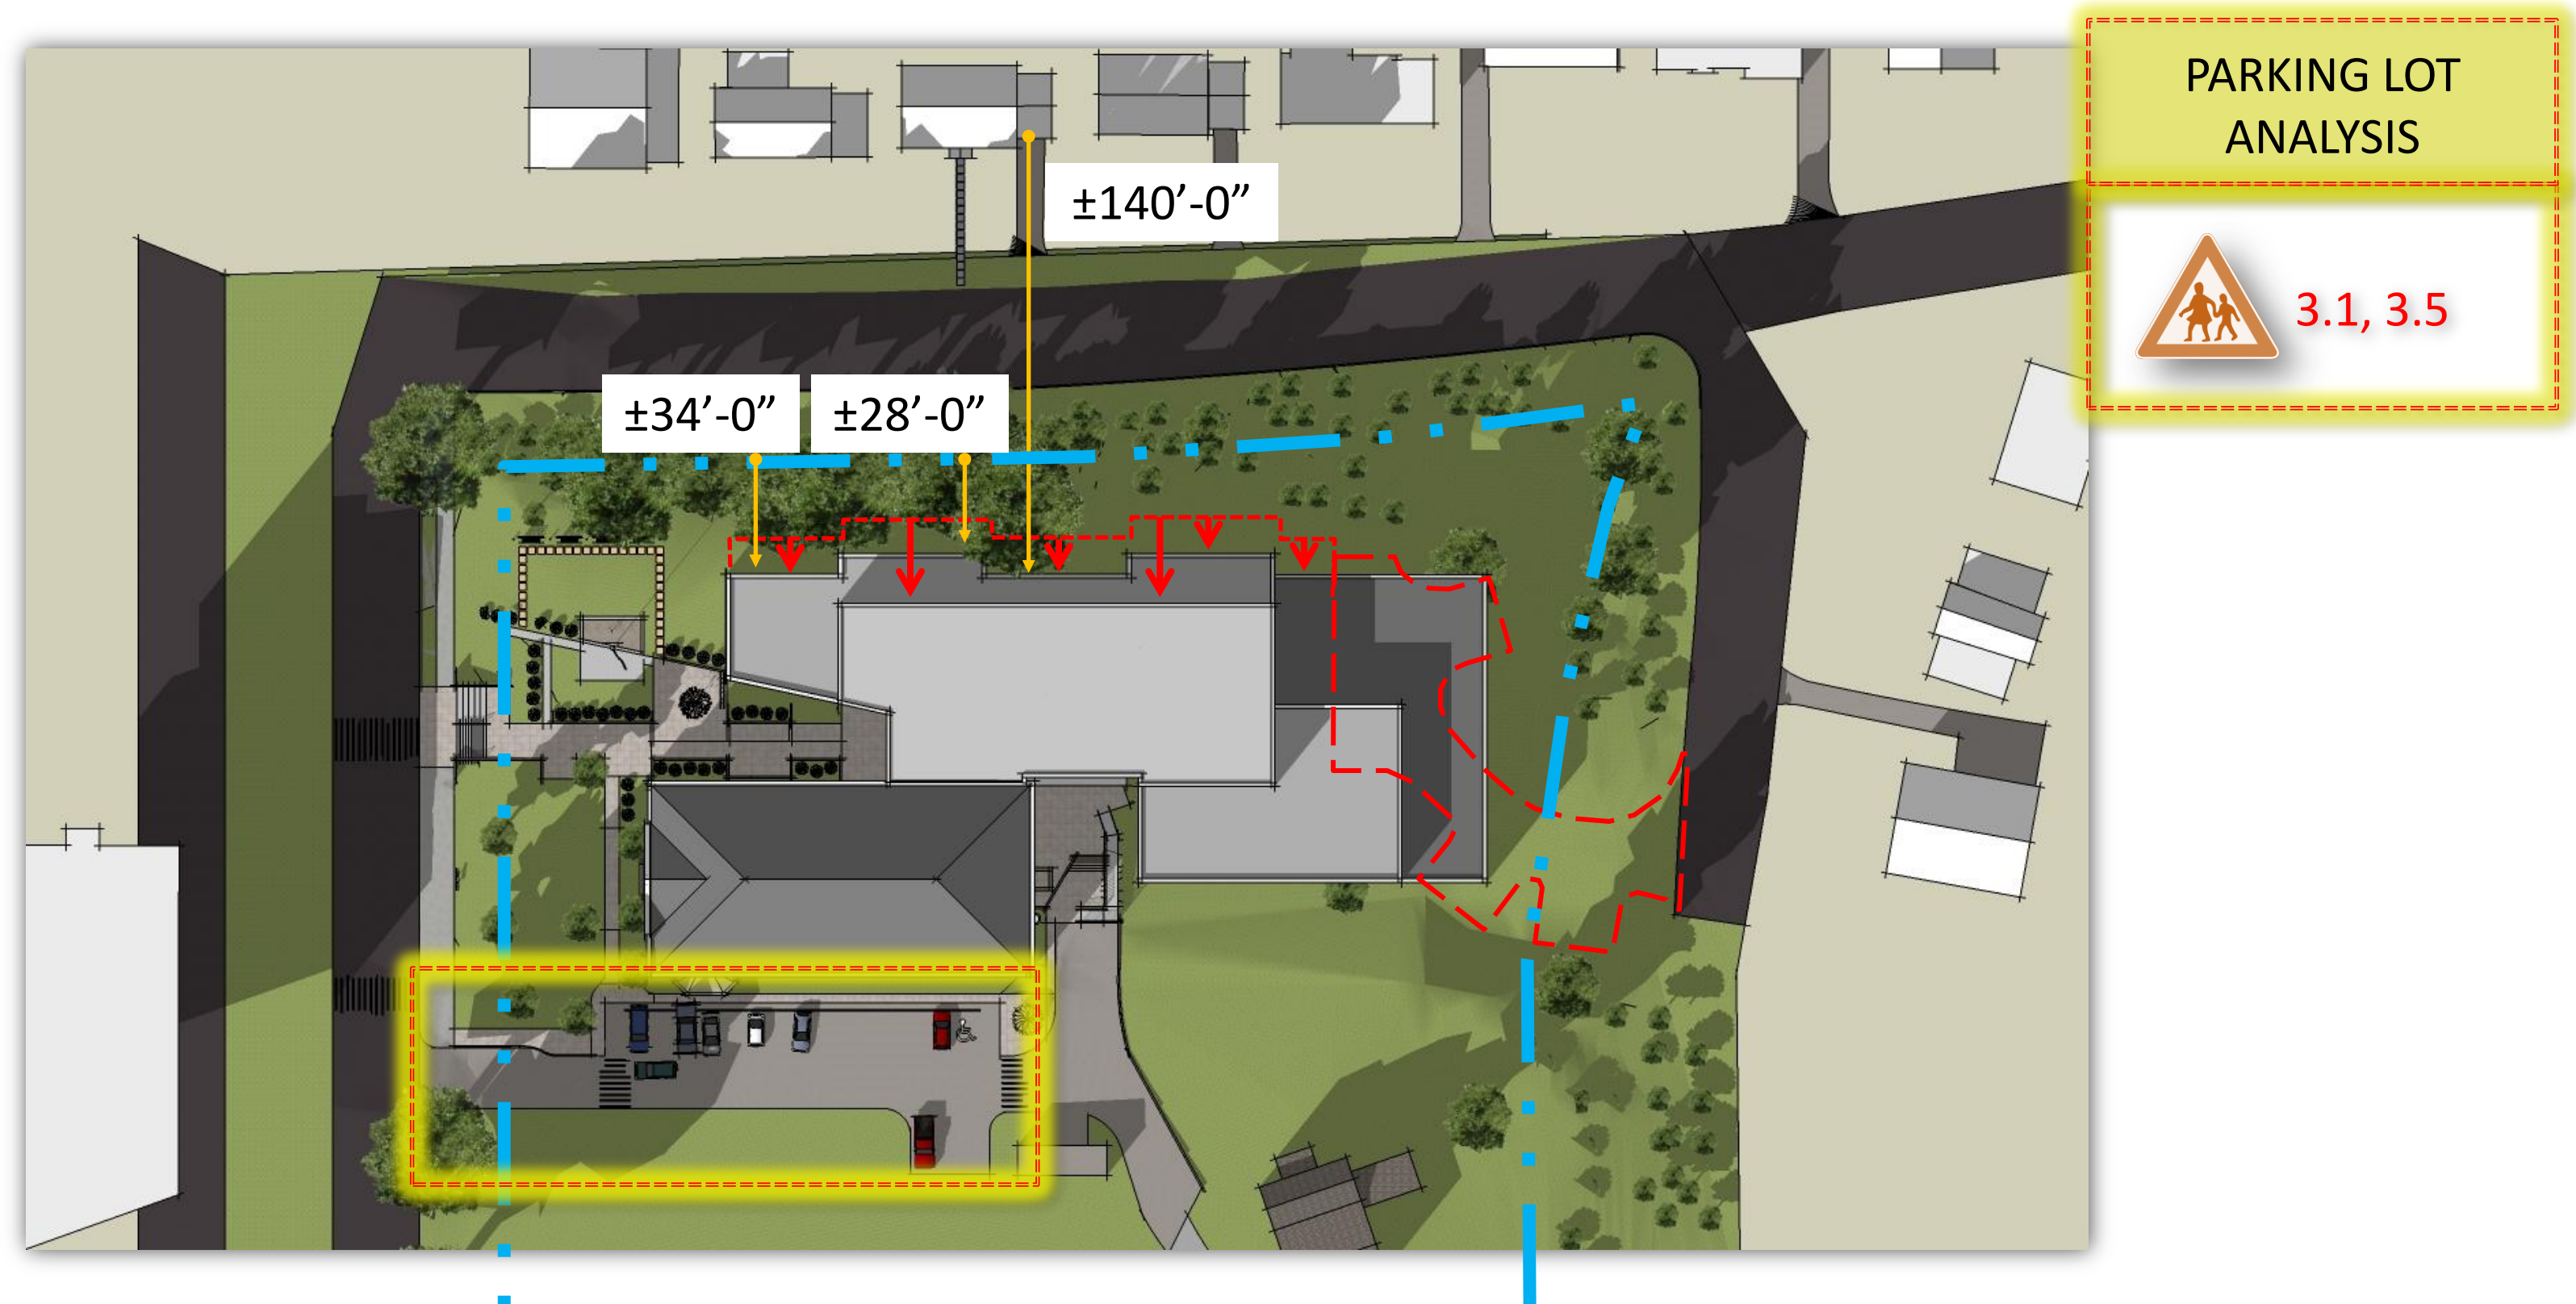 PARKING LOT
ANALYSIS
±140’-0”
3.1, 3.5
±34’-0”
±28’-0”